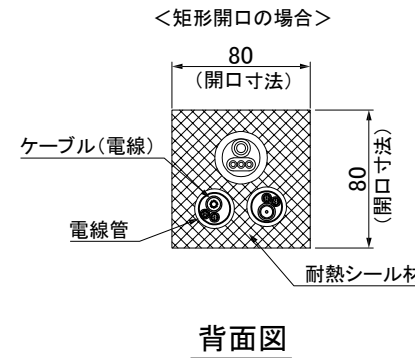 ＜矩形開口の場合＞
80
(開口寸法)
ケーブル(電線)
電線管
80
(開口寸法)
耐熱シール材
背面図